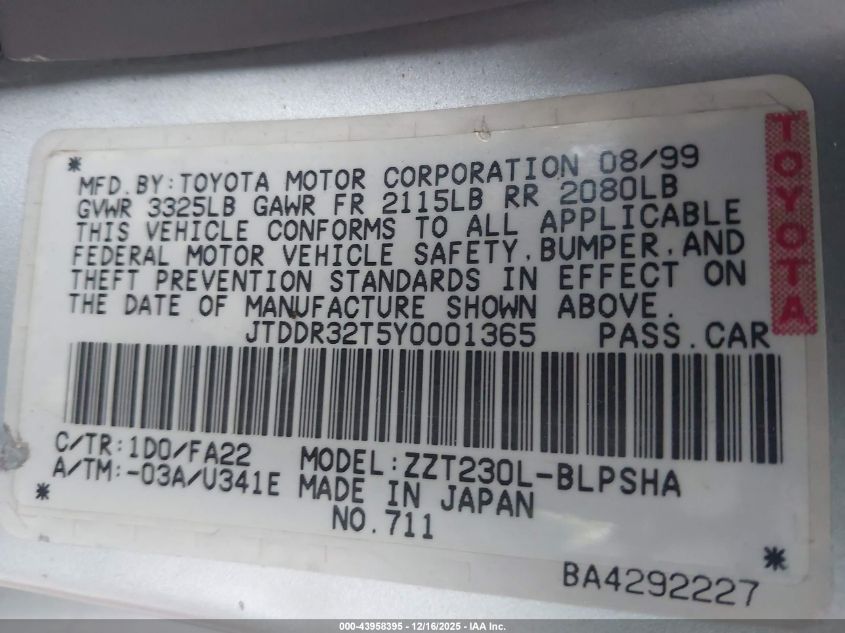 MFD.BY:TOYOTA MOTOR CORPORATION 08/99
GVWR 3325LB GAWR FR 2115LB RR 2080LB
THIS VEHICLE CONFORMS TO ALL APPLICABLE
FEDERAL MOTOR VEHICLE SAFETY,BUMPER,AND
THEFT PREVENTION STANDARDS IN EFFECT ON
THE DATE OF MANUFACTURE SHOWN ABOVE.
JTDDR32T5Y0001365 PASS.CAR
TOYOTA
C/TR:1D0/FA22 MODEL:ZZT230L-BLPSHA
A/TM:-03A/U341E MADE IN JAPAN
NO.711
BA4292227
000-43958395 - 12/16/2025 - IAA Inc.